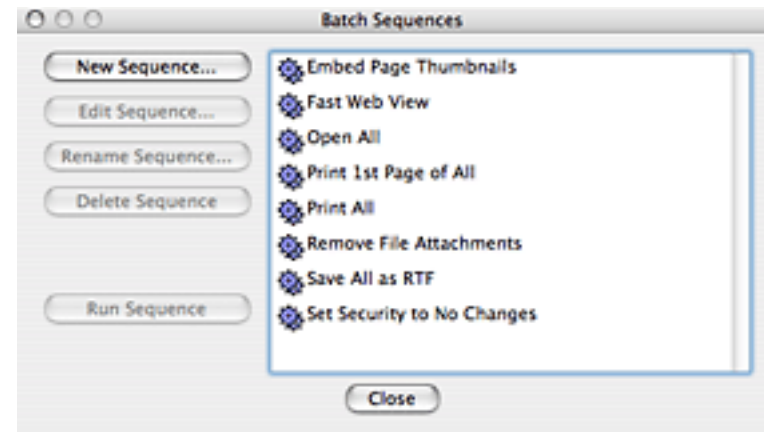 Batch Sequences
New Sequence...
Edit Sequence...
Rename Sequence...
Delete Sequence
Run Sequence
Embed Page Thumbnails
Fast Web View
Open All
Print 1st Page of All
Print All
Remove File Attachments
Save All as RTF
Set Security to No Changes
Close